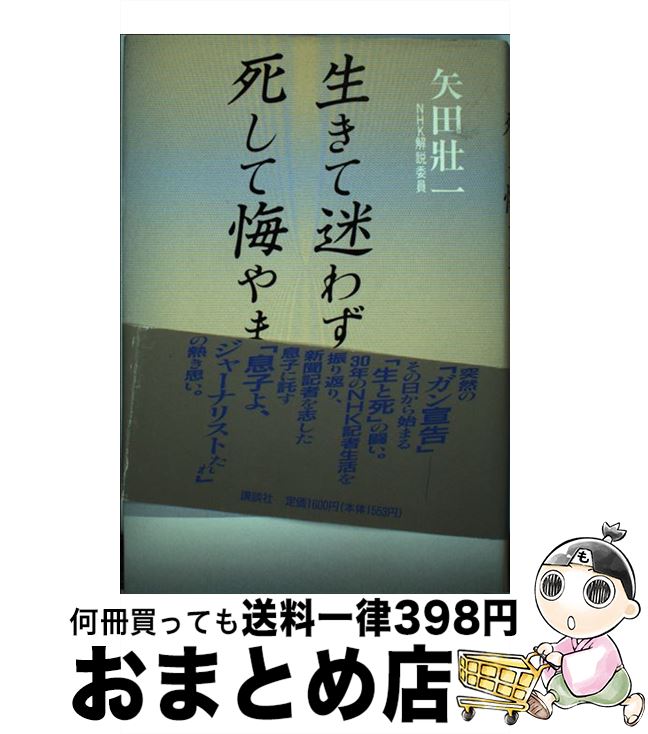 矢田壯一
NHK解説委員
生きて迷わず
死して悔やま
突然の
「ガン宣告」――
その日から始まる
「生と死」の闘い。
30年のNHK記者生活を
振り返り、
新聞記者を志した
息子に託す
「息子よ、
ジャーナリストたれ」
の熱き思い。
講談社 定価1600円(本体1553円)
も
何冊買っても送料一律398円
おまとめ店